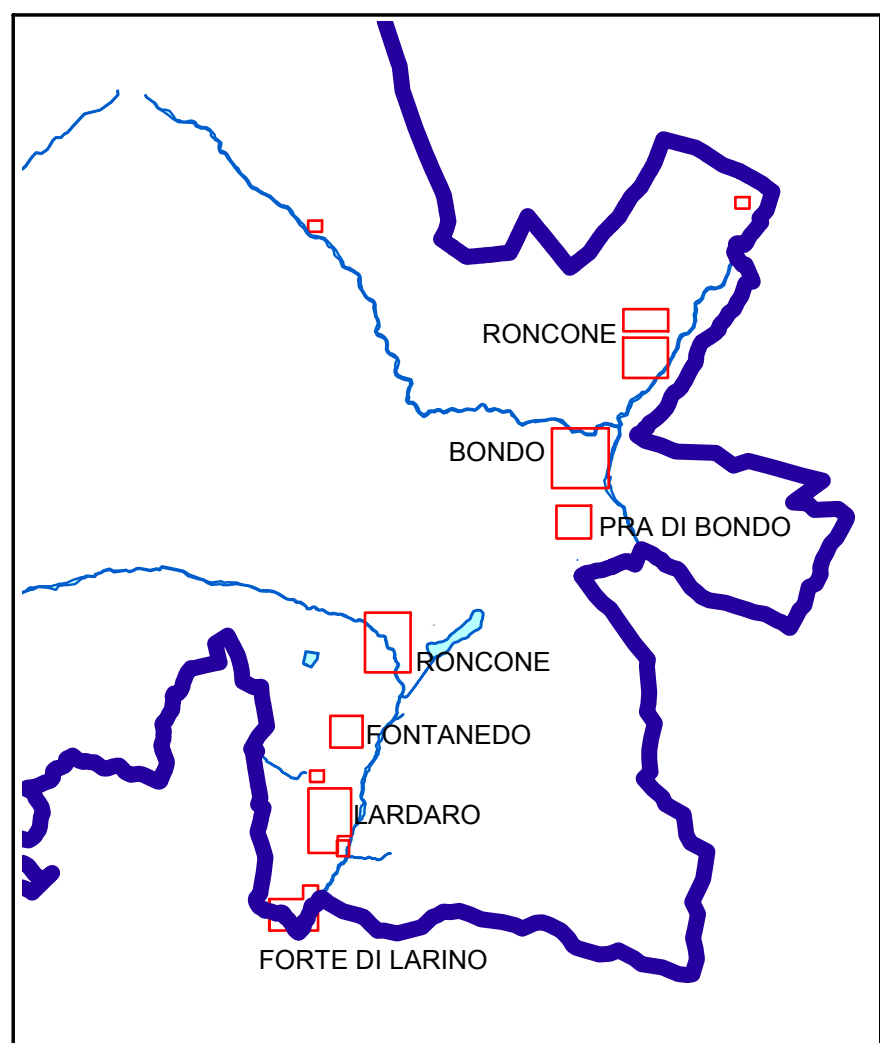 RONCONE
BONDO
PRA DI BONDO
RONCONE
FONTANEDO
LARDARO
FORTE DI LARINO